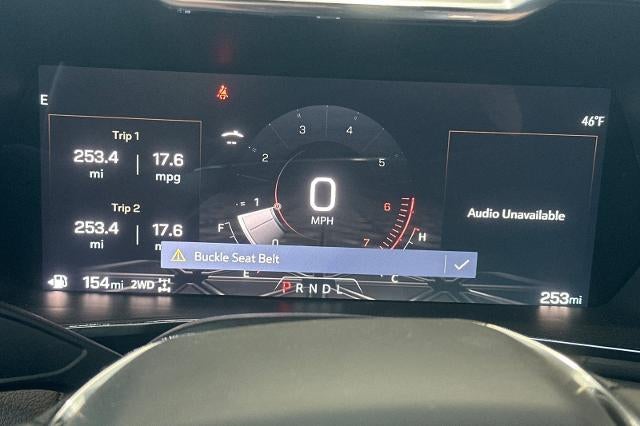 E
46°F
Trip 1
253.4 17.6
mi mpg
Trip 2
253.4 17.6
mi
0 1 2 3 4 5 6 7
0
MPH
F
E
H
C
Audio Unavailable
Buckle Seat Belt
154mi 2WD
PRNDL
253mi